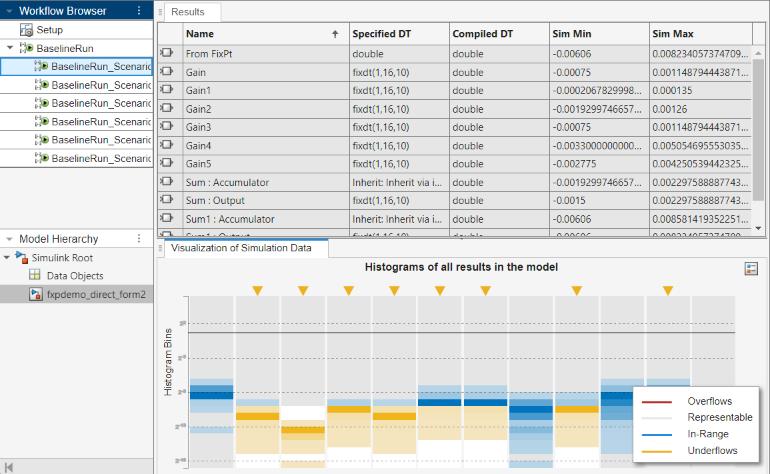 Workflow Browser
Setup
BaselineRun
BaselineRun_Scenario
BaselineRun_Scenario
BaselineRun_Scenario
BaselineRun_Scenario
BaselineRun_Scenario
BaselineRun_Scenario
Model Hierarchy
Simulink Root
Data Objects
fxpdemo_direct_form2
Results
Name Specified DT Compiled DT Sim Min Sim Max
From FixPt double double -0.00606 0.008234057374709...
Gain fixdt(1,16,10) double -0.00075 0.001148794443871...
Gain1 fixdt(1,16,10) double -0.0002067829998... 0.000135
Gain2 fixdt(1,16,10) double -0.0019299746657... 0.00126
Gain3 fixdt(1,16,10) double -0.00075 0.001148794443871...
Gain4 fixdt(1,16,10) double -0.0033000000000... 0.005054695553035...
Gain5 fixdt(1,16,10) double -0.002775 0.004250539442325...
Sum : Accumulator Inherit: Inherit via i... double -0.0019299746657... 0.002297588887743...
Sum : Output fixdt(1,16,10) double -0.0015 0.002297588887743...
Sum1 : Accumulator Inherit: Inherit via i... double -0.00606 0.008581419352251...
Visualization of Simulation Data
Histograms of all results in the model
Histogram Bins
Overflows
Representable
In-Range
Underflows